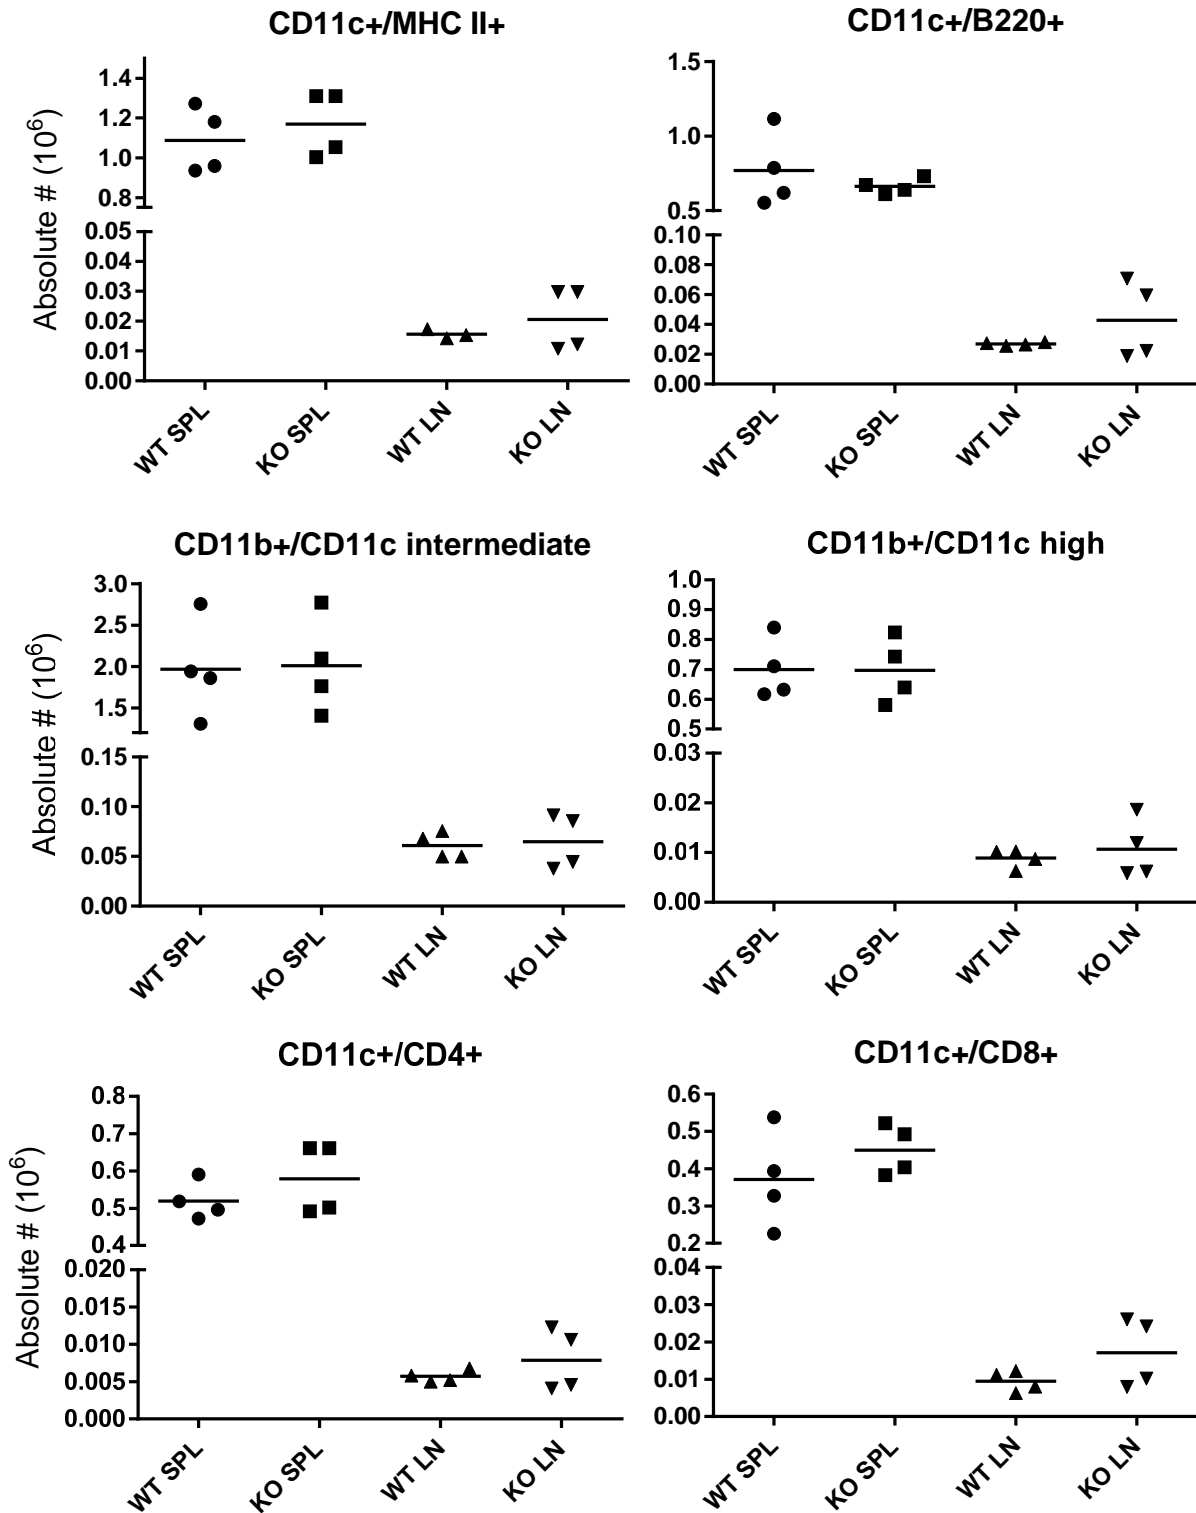 CD11c+/MHC II+
Absolute # (10⁶)
1.4
1.2
1.0
0.8
0.05
0.04
0.03
0.02
0.01
0.00
WT SPL
KO SPL
WT LN
KO LN
CD11c+/B220+
1.5
1.0
0.5
0.10
0.08
0.06
0.04
0.02
0.00
WT SPL
KO SPL
WT LN
KO LN
CD11b+/CD11c intermediate
Absolute # (10⁶)
3.0
2.5
2.0
1.5
0.15
0.10
0.05
0.00
WT SPL
KO SPL
WT LN
KO LN
CD11b+/CD11c high
1.0
0.9
0.8
0.7
0.6
0.5
0.03
0.02
0.01
0.00
WT SPL
KO SPL
WT LN
KO LN
CD11c+/CD4+
Absolute # (10⁶)
0.8
0.7
0.6
0.5
0.4
0.020
0.015
0.010
0.005
0.000
WT SPL
KO SPL
WT LN
KO LN
CD11c+/CD8+
0.6
0.5
0.4
0.3
0.2
0.04
0.03
0.02
0.01
0.00
WT SPL
KO SPL
WT LN
KO LN